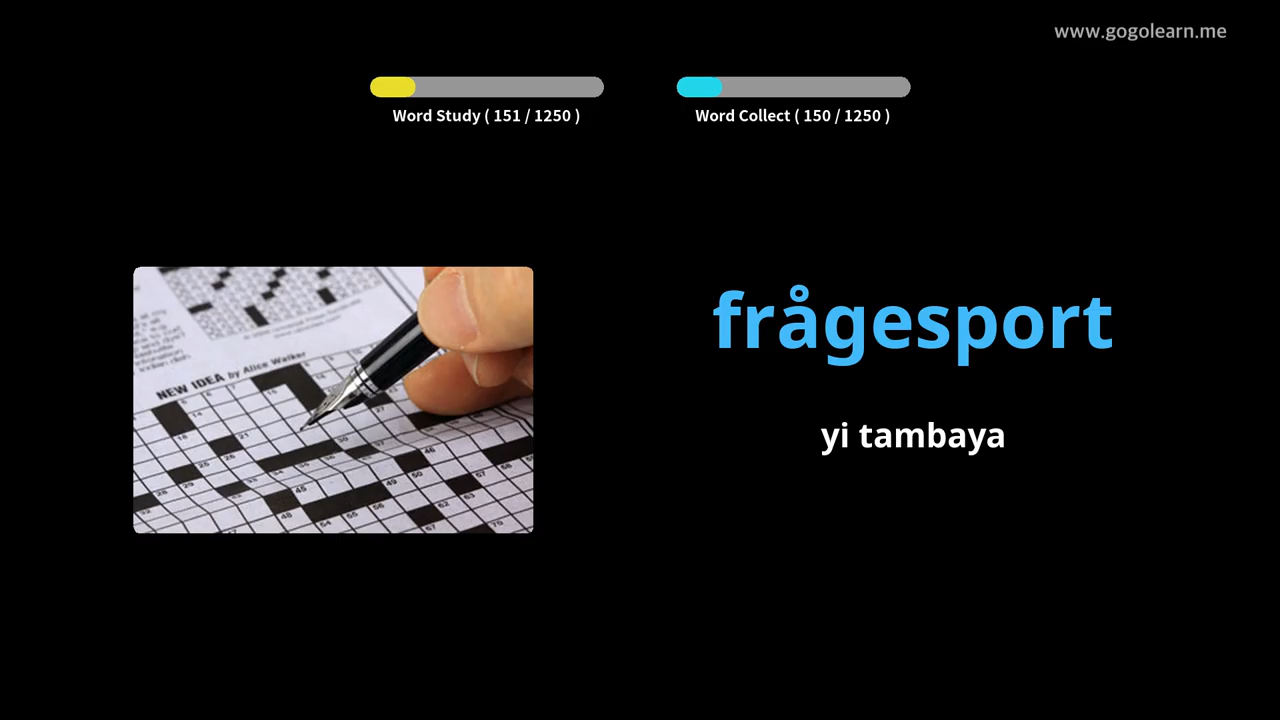 www.gogolearn.me
Word Study ( 151 / 1250 )
Word Collect ( 150 / 1250 )
frågesport
yi tambaya
NEW IDEA by Alice Walker